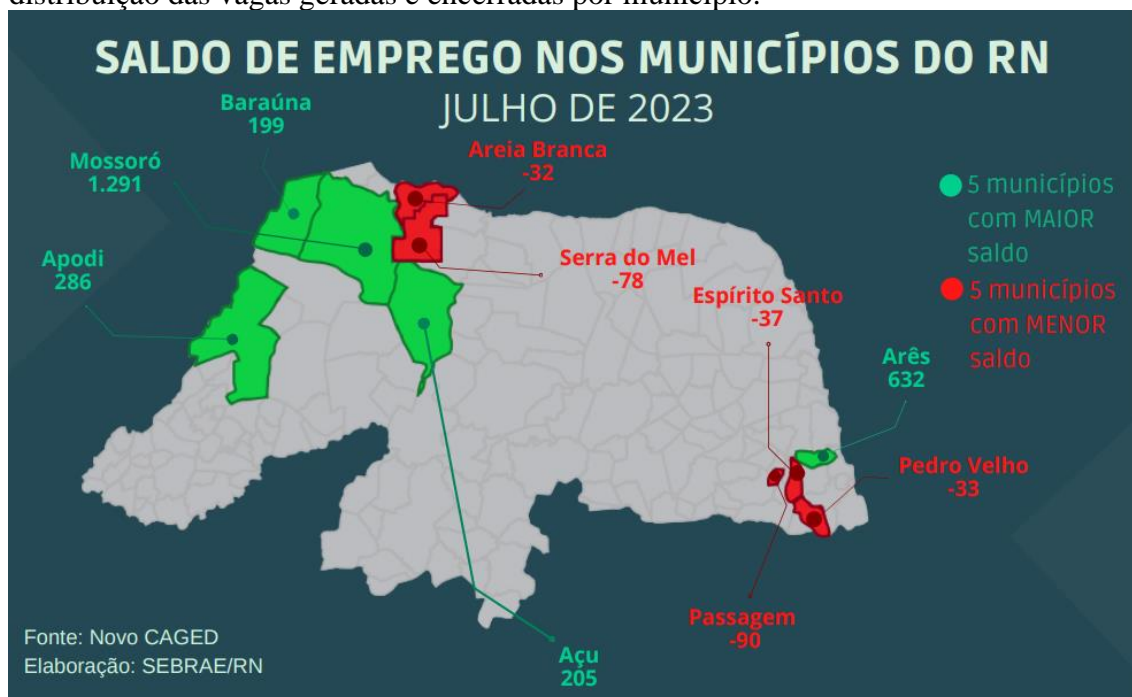 distribuição das vagas geradas e encerradas por município.
SALDO DE EMPREGO NOS MUNICÍPIOS DO RN
JULHO DE 2023
Baraúna
199
Areia Branca
-32
Mossoró
1.291
5 municípios
com MAIOR
saldo
Apodi
286
Serra do Mel
-78
Espírito Santo
-37
5 municípios
com MENOR
saldo
Arês
632
Pedro Velho
-33
Passagem
-90
Fonte: Novo CAGED
Elaboração: SEBRAE/RN
Açu
205